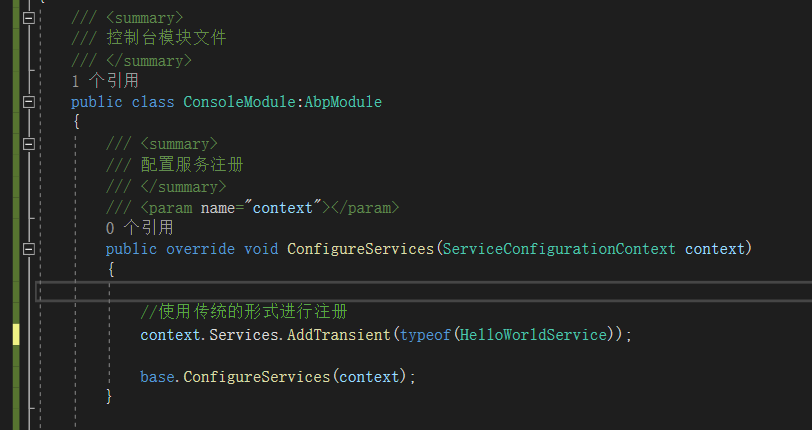 /// <summary>
/// 控制台模块文件
/// </summary>
1 个引用
public class ConsoleModule:AbpModule
{
/// <summary>
/// 配置服务注册
/// </summary>
/// <param name="context"></param>
0 个引用
public override void ConfigureServices(ServiceConfigurationContext context)
{
//使用传统的形式进行注册
context.Services.AddTransient(typeof(HelloWorldService));
base.ConfigureServices(context);
}